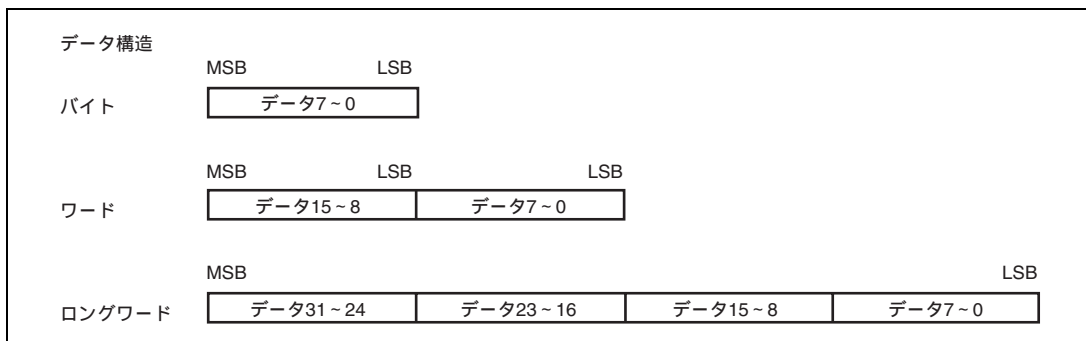 データ構造
MSB LSB
バイト データ7~0
MSB LSB LSB
ワード データ15~8 データ7~0
MSB LSB
ロングワード データ31~24 データ23~16 データ15~8 データ7~0